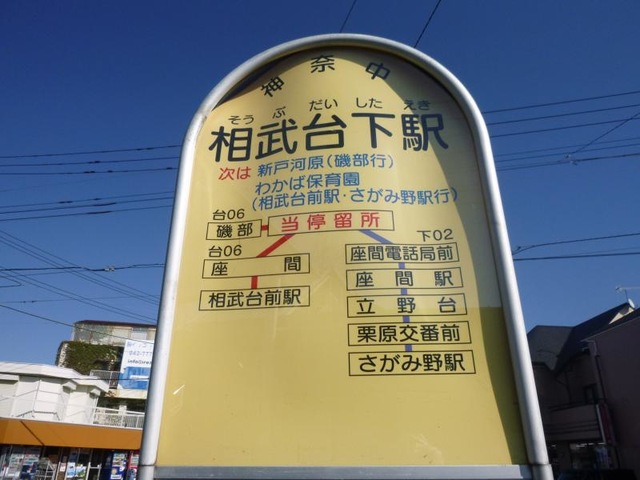 神奈中
そうぶだいしたえき
相武台下駅
次は 新戸河原(磯部行)
わかば保育園
(相武台前駅・さがみ野駅行)
台06
磯部 当停留所
台06 下02
座間 座間電話局前
相武台前駅 座間駅
立野台
栗原交番前
さがみ野駅